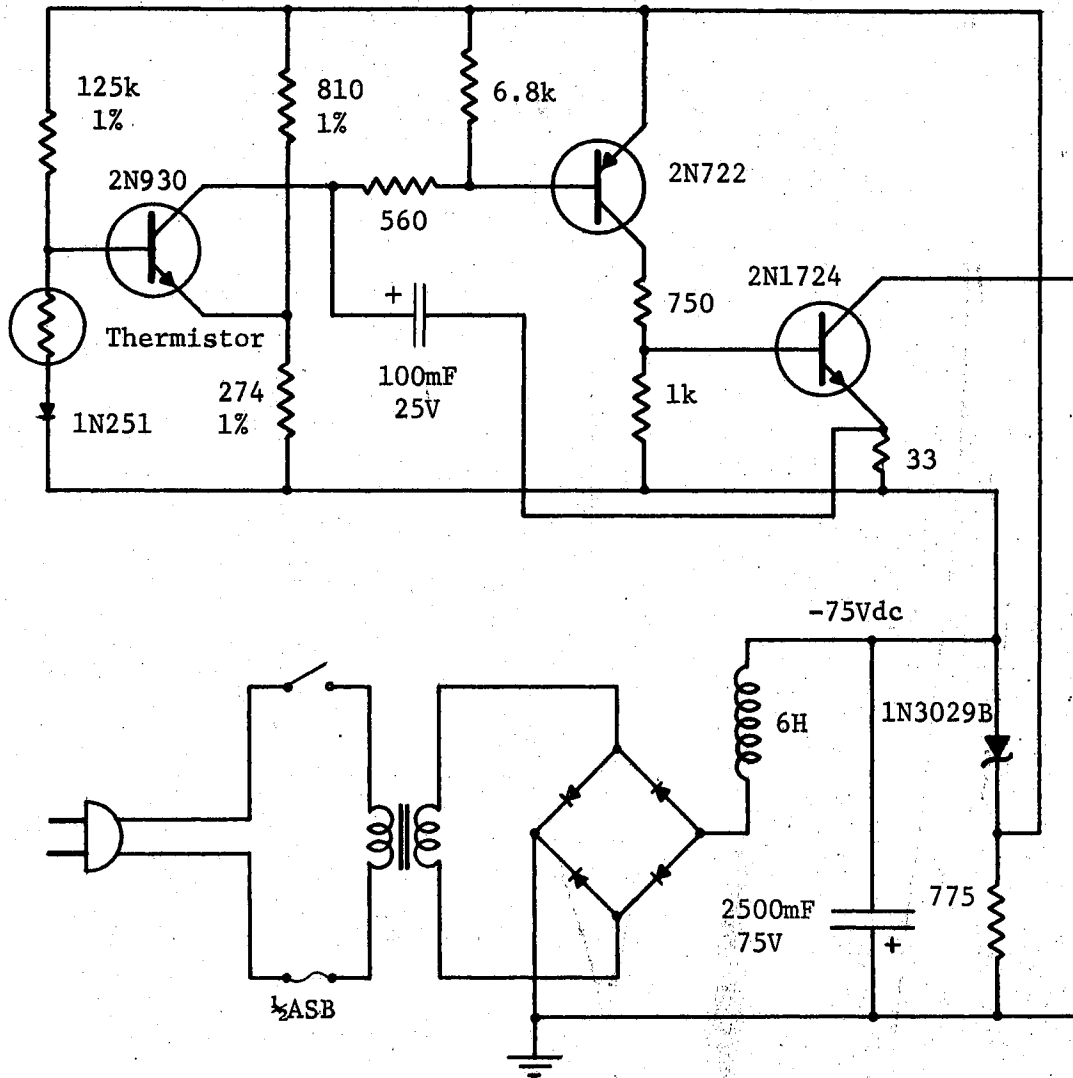 125k
1%
810
1%
6.8k
2N930
2N722
560
2N1724
+
750
Thermistor
100mF
25V
274
1%
1k
1N251
33
-75Vdc
6H
1N3029B
2500mF
75V
+
775
½ASB